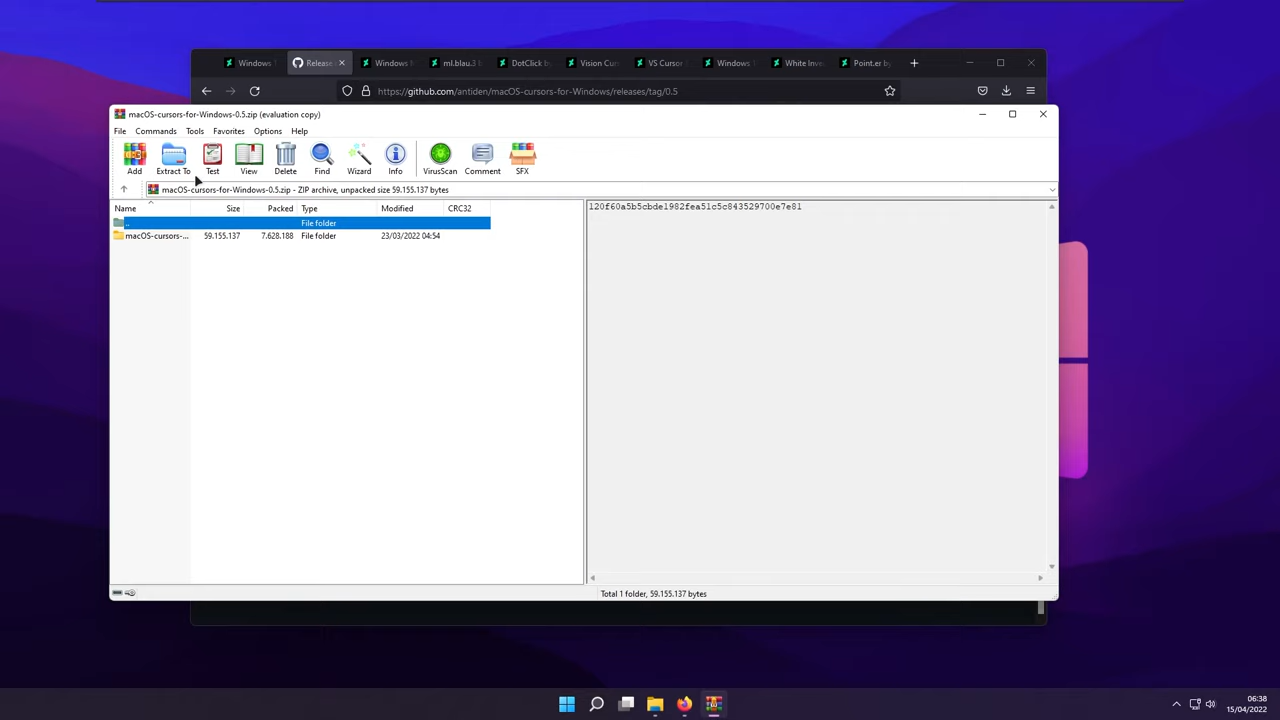 Windows
Release
Windows
ml.blau.3
DotClick b
Vision Cur
VS Cursor
Windows
White Inve
Point.er by
https://github.com/antiden/macOS-cursors-for-Windows/releases/tag/0.5
macOS-cursors-for-Windows-0.5.zip (evaluation copy)
File Commands Tools Favorites Options Help
Add Extract To Test View Delete Find Wizard Info VirusScan Comment SFX
macOS-cursors-for-Windows-0.5.zip - ZIP archive, unpacked size 59.155.137 bytes
Name Size Packed Type Modified CRC32
.. File folder
macOS-cursors-... 59.155.137 7.628.188 File folder 23/03/2022 04:54
120f60a5b5cbde1982fea51c5c843529700e7e81
Total 1 folder, 59.155.137 bytes
06:38
15/04/2022